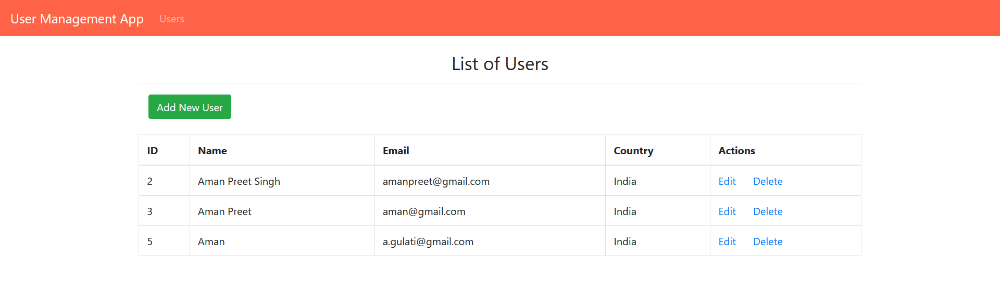 User Management App Users
List of Users
Add New User
ID Name Email Country Actions
2 Aman Preet Singh amanpreet@gmail.com India Edit Delete
3 Aman Preet aman@gmail.com India Edit Delete
5 Aman a.gulati@gmail.com India Edit Delete